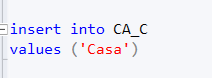 insert into CA_C
values ('Casa')